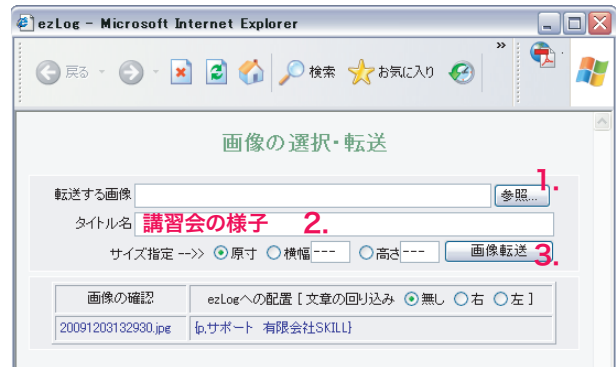 ezLog - Microsoft Internet Explorer
戻る 検索 お気に入り »
画像の選択・転送
転送する画像 参照... 1.
タイトル名 講習会の様子 2.
サイズ指定 -->> 原寸 横幅 --- 高さ --- 画像転送 3.
画像の確認 ezLogへの配置 [ 文章の回り込み 無し 右 左 ]
20091203132930.jpg {p,サポート 有限会社SKILL}